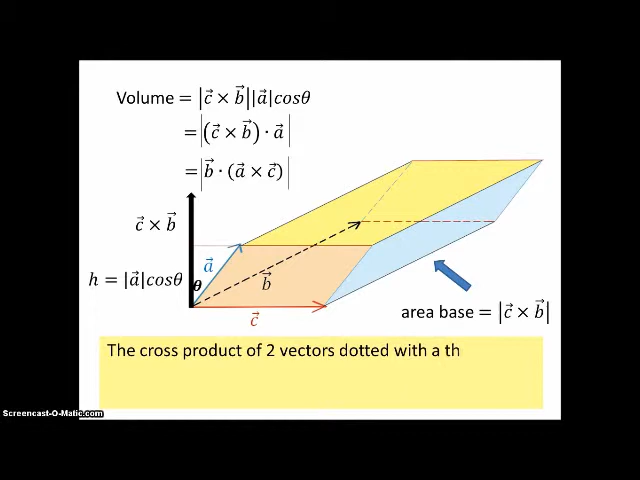 Volume = |c⃗ × b⃗||a⃗|cosθ
= |(c⃗ × b⃗) · a⃗|
= |b⃗ · (a⃗ × c⃗)|
c⃗ × b⃗
a⃗
h = |a⃗|cosθ
θ
b⃗
c⃗
area base = |c⃗ × b⃗|
The cross product of 2 vectors dotted with a th
Screencast-O-Matic.com